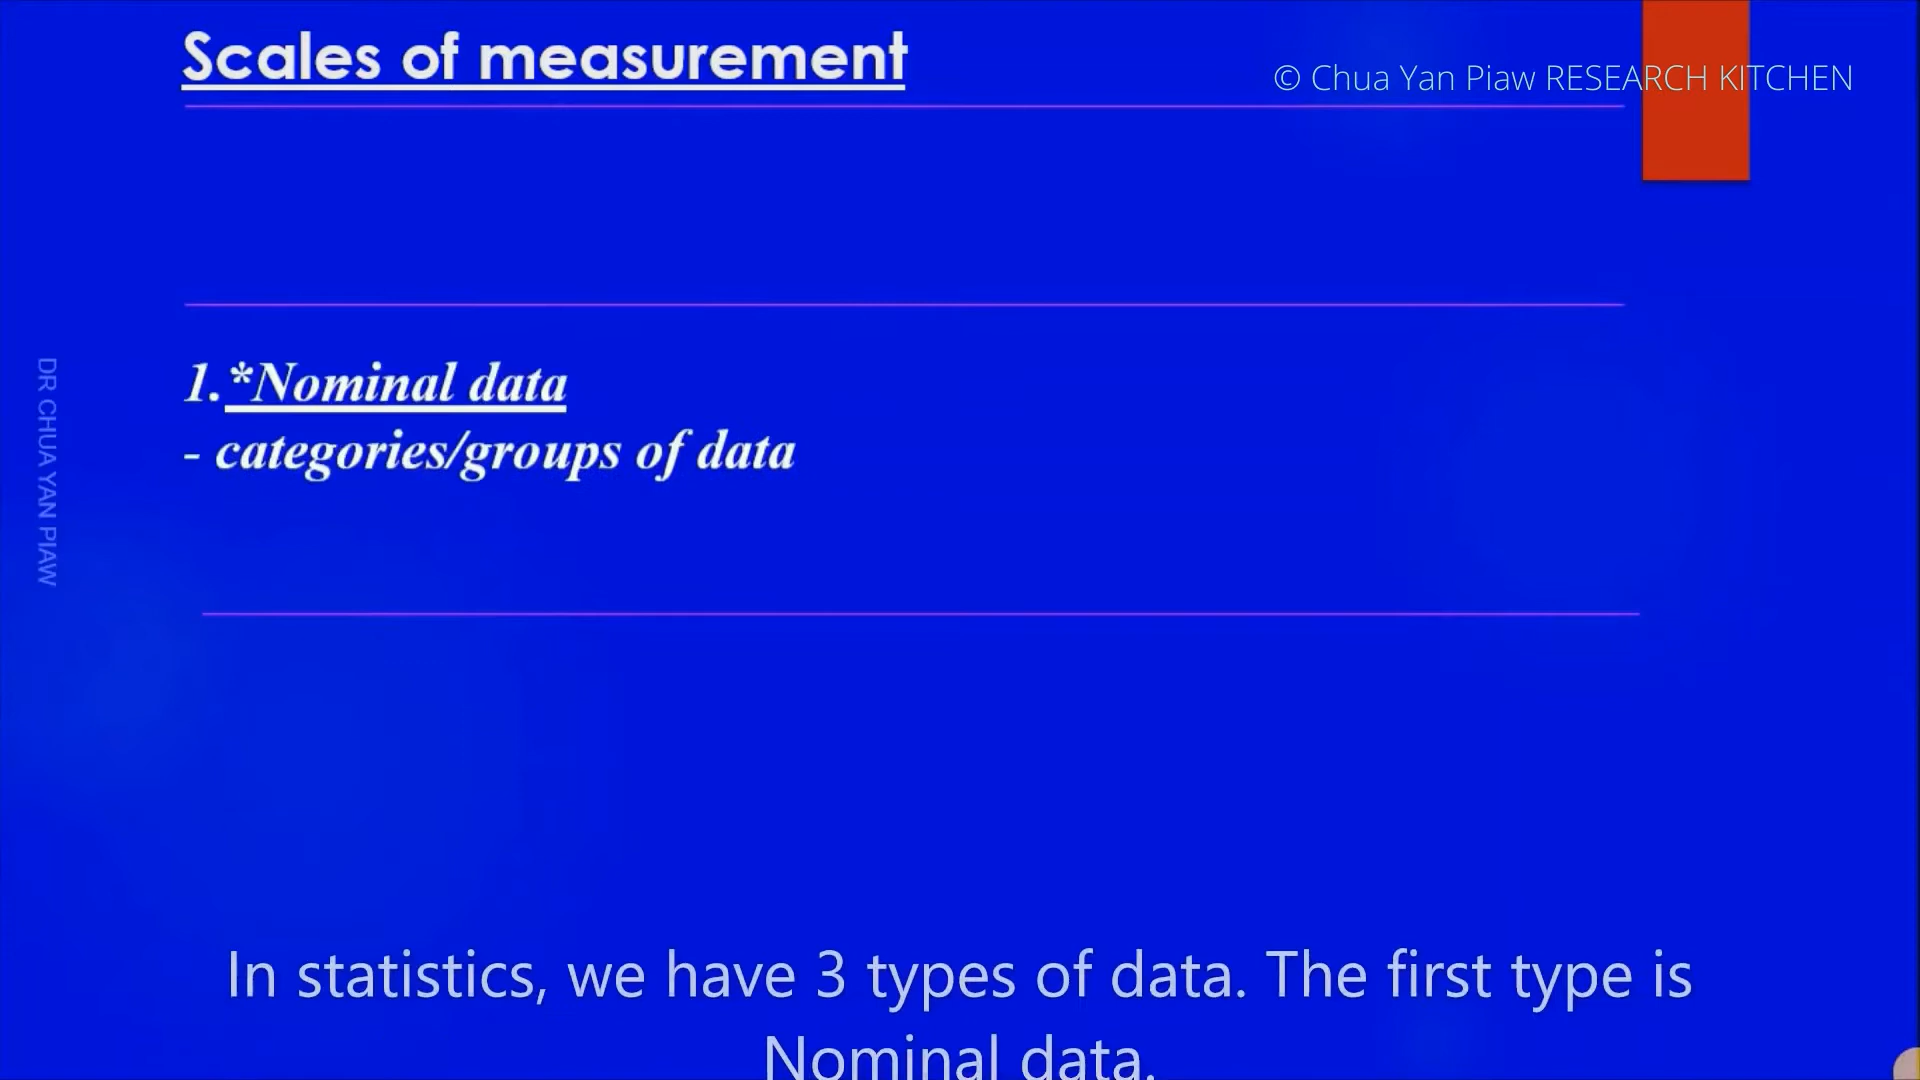 Scales of measurement
© Chua Yan Piaw RESEARCH KITCHEN
1.*Nominal data
- categories/groups of data
DR CHUA YAN PIAW
In statistics, we have 3 types of data. The first type is
Nominal data.